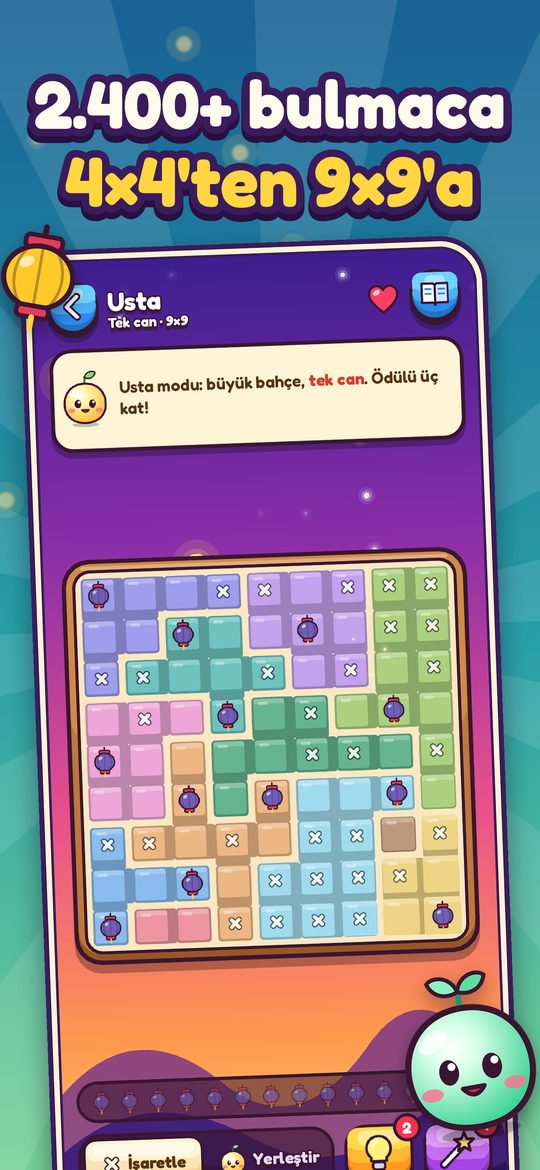 2.400+ bulmaca
4x4'ten 9x9'a
Usta
Tek can · 9x9
Usta modu: büyük bahçe, tek can. Ödülü üç
kat!
2
İşaretle
Yerleştir